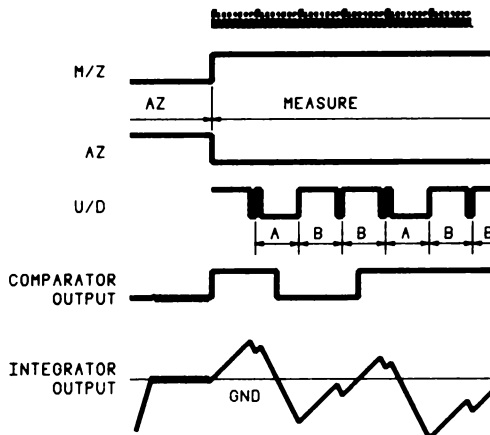 M/Z
AZ MEASURE
AZ
U/D
A B B A B B
COMPARATOR
OUTPUT
INTEGRATOR
OUTPUT
GND